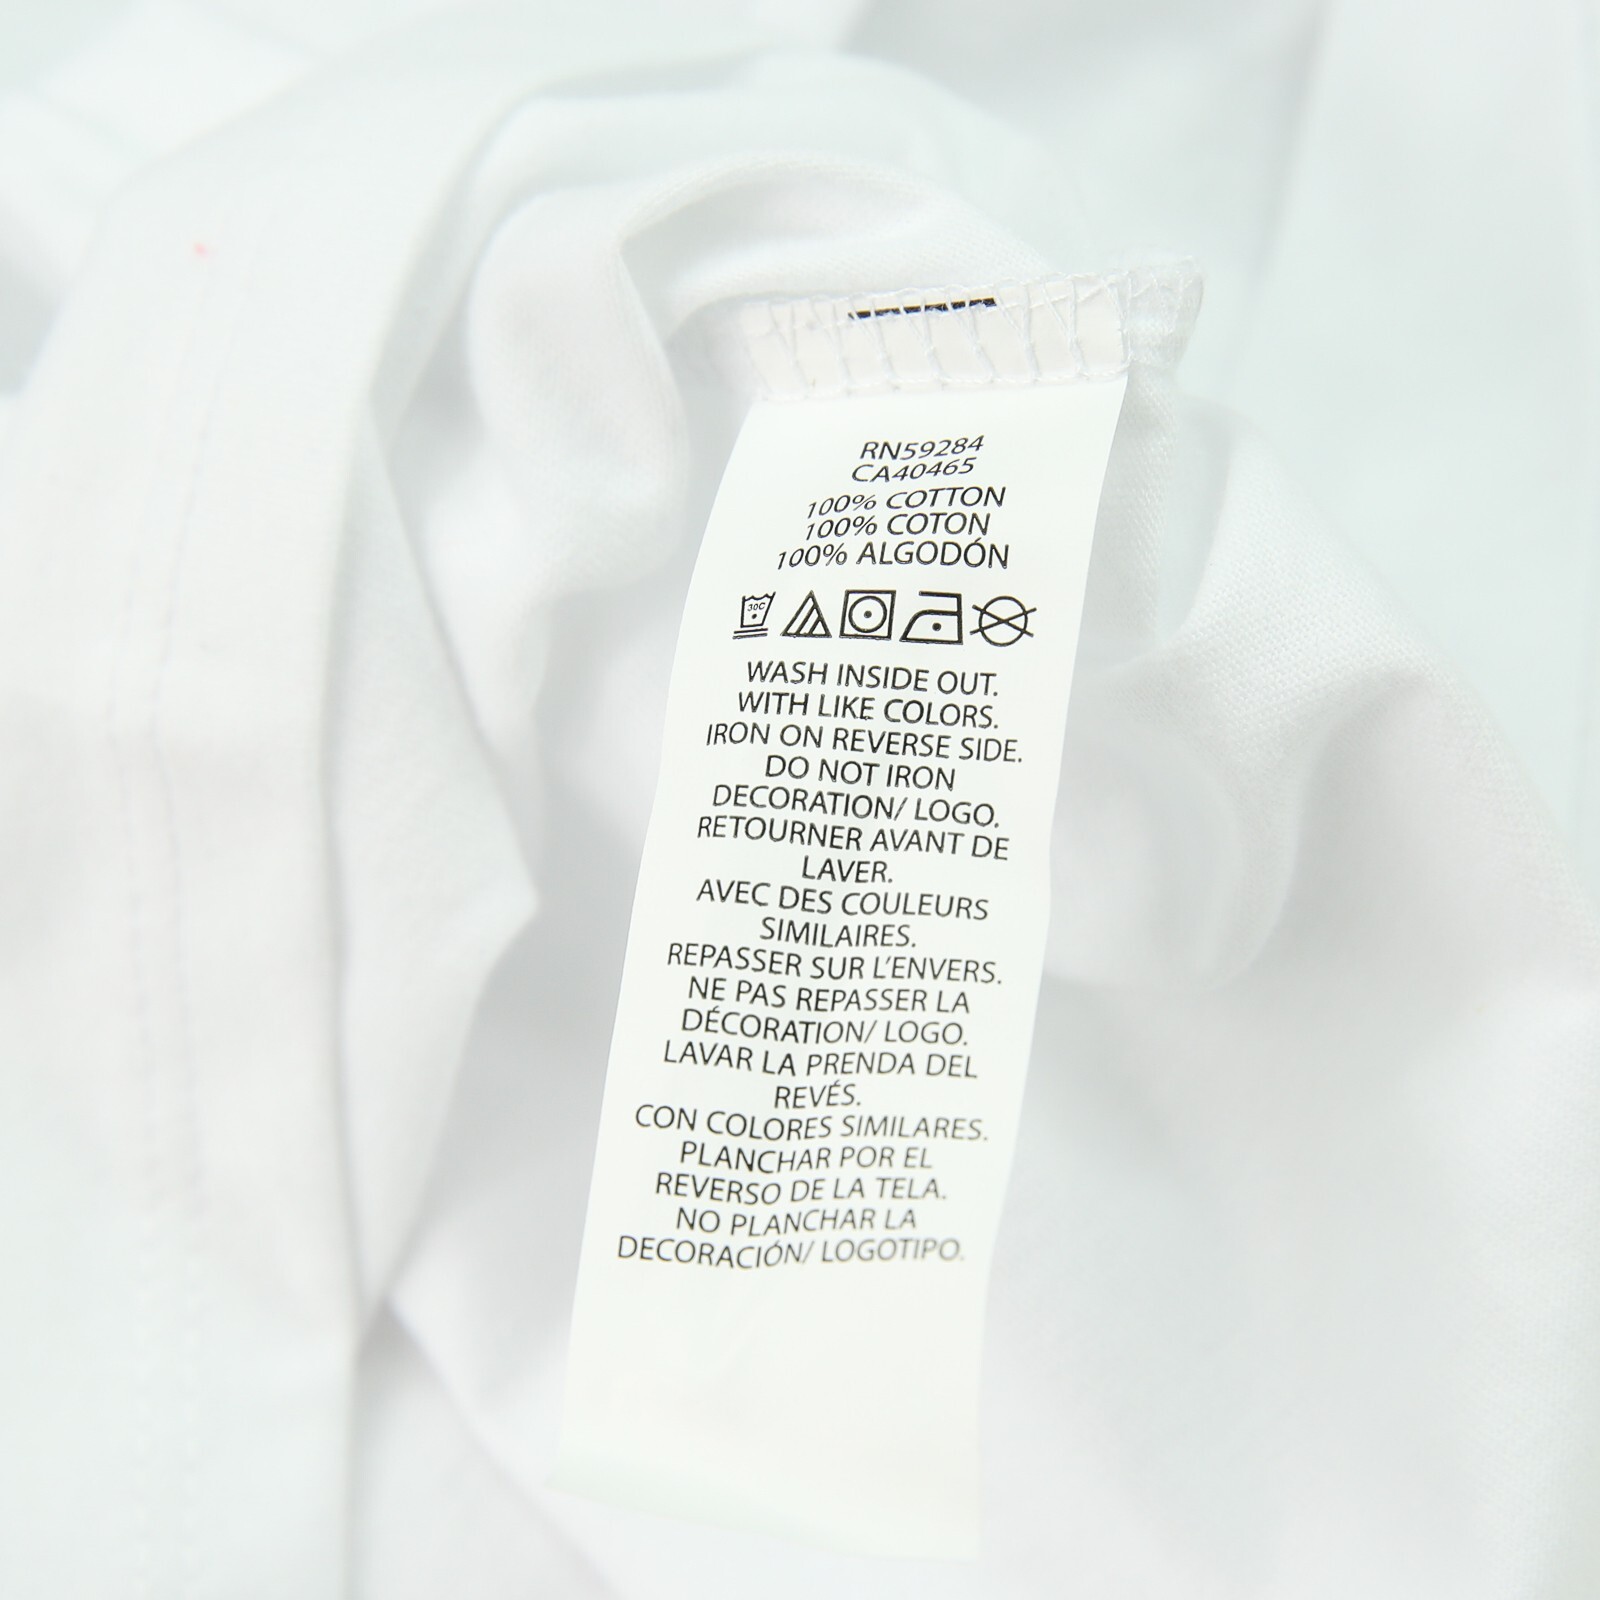 RN59284
CA40465
100% COTTON
100% COTON
100% ALGODÓN
30C
WASH INSIDE OUT.
WITH LIKE COLORS.
IRON ON REVERSE SIDE.
DO NOT IRON
DECORATION/ LOGO.
RETOURNER AVANT DE
LAVER.
AVEC DES COULEURS
SIMILAIRES.
REPASSER SUR L'ENVERS.
NE PAS REPASSER LA
DÉCORATION/ LOGO.
LAVAR LA PRENDA DEL
REVÉS.
CON COLORES SIMILARES.
PLANCHAR POR EL
REVERSO DE LA TELA.
NO PLANCHAR LA
DECORACIÓN/ LOGOTIPO.